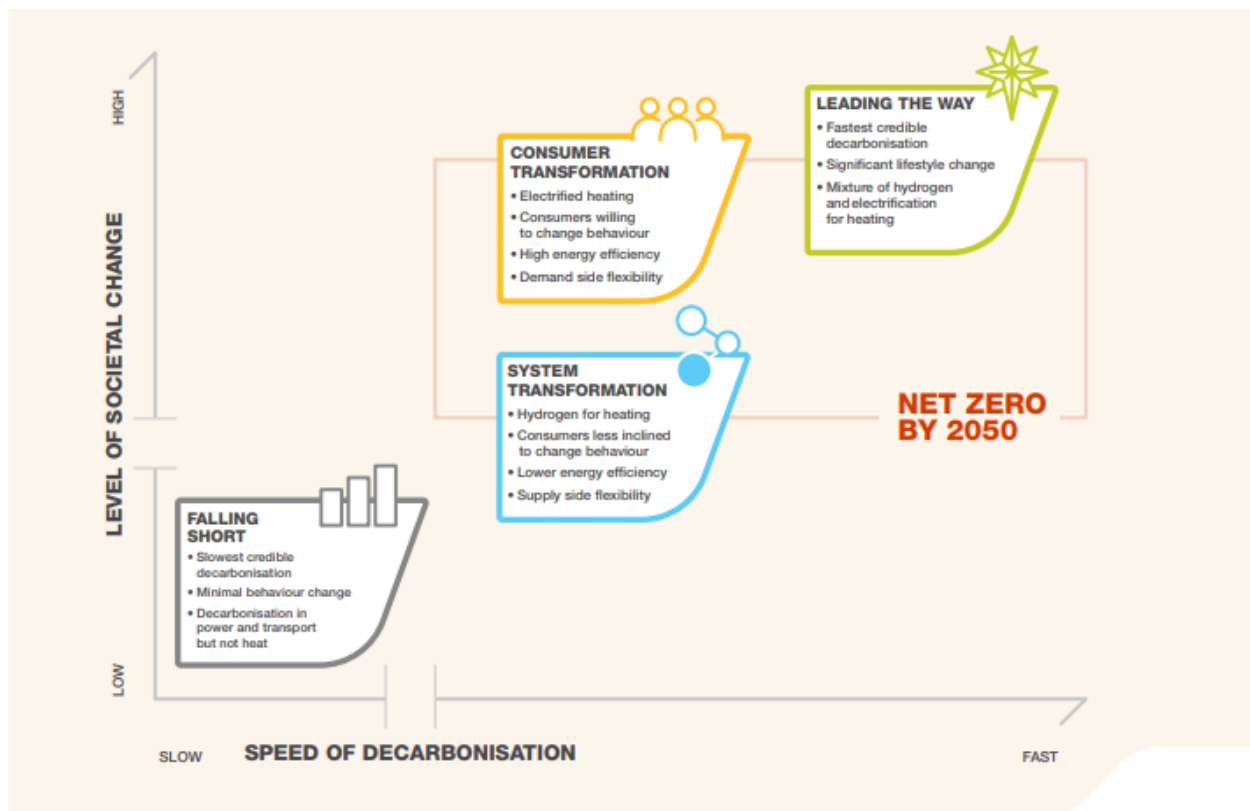 HIGH
LEVEL OF SOCIETAL CHANGE
LOW
LEADING THE WAY
• Fastest credible
decarbonisation
• Significant lifestyle change
• Mixture of hydrogen
and electrification
for heating
CONSUMER
TRANSFORMATION
• Electrified heating
• Consumers willing
to change behaviour
• High energy efficiency
• Demand side flexibility
SYSTEM
TRANSFORMATION
• Hydrogen for heating
• Consumers less inclined
to change behaviour
• Lower energy efficiency
• Supply side flexibility
NET ZERO
BY 2050
FALLING
SHORT
• Slowest credible
decarbonisation
• Minimal behaviour change
• Decarbonisation in
power and transport
but not heat
SLOW
SPEED OF DECARBONISATION
FAST